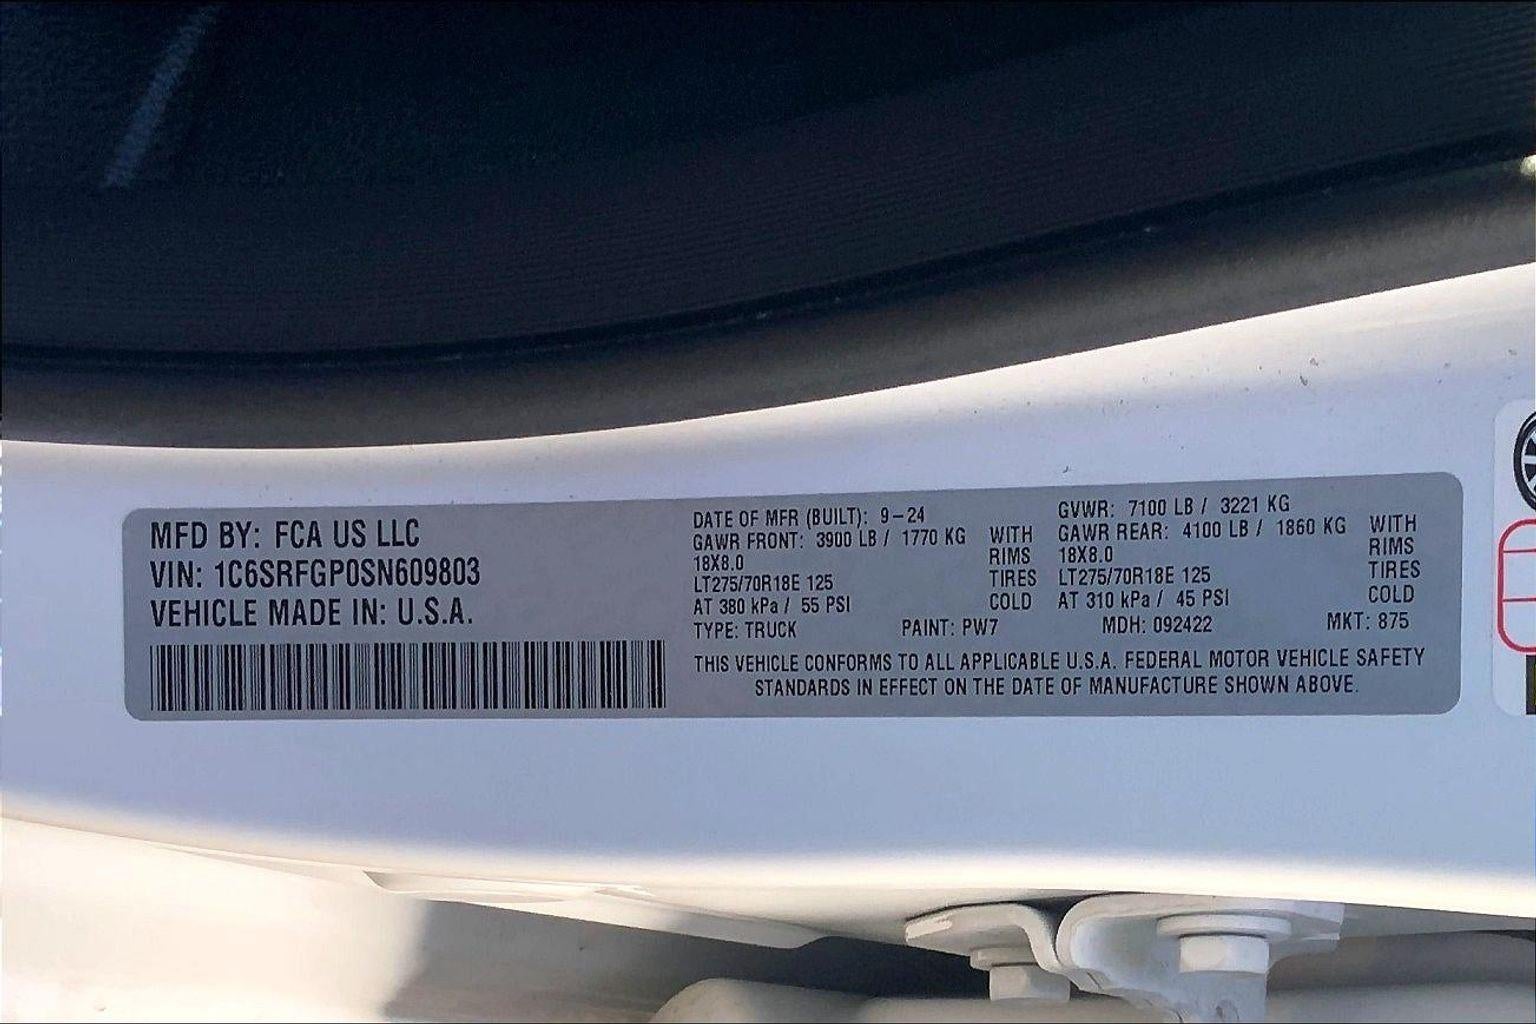 MFD BY: FCA US LLC
VIN: 1C6SRFGP0SN609803
VEHICLE MADE IN: U.S.A.
DATE OF MFR (BUILT): 9-24
GAWR FRONT: 3900 LB / 1770 KG WITH
18X8.0 RIMS
LT275/70R18E 125 TIRES
AT 380 kPa / 55 PSI COLD
GVWR: 7100 LB / 3221 KG
GAWR REAR: 4100 LB / 1860 KG WITH
18X8.0 RIMS
LT275/70R18E 125 TIRES
AT 310 kPa / 45 PSI COLD
TYPE: TRUCK PAINT: PW7 MDH: 092422 MKT: 875
THIS VEHICLE CONFORMS TO ALL APPLICABLE U.S.A. FEDERAL MOTOR VEHICLE SAFETY
STANDARDS IN EFFECT ON THE DATE OF MANUFACTURE SHOWN ABOVE.